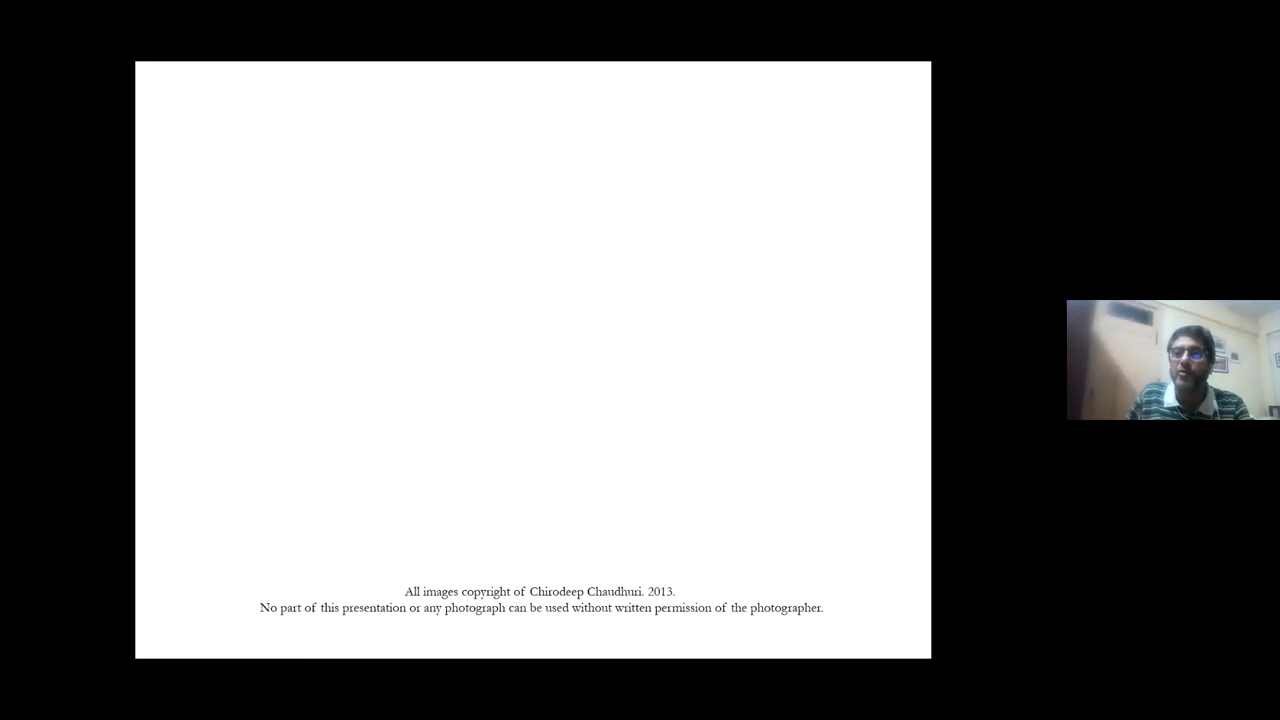 All images copyright of Chirodeep Chaudhuri. 2013.
No part of this presentation or any photograph can be used without written permission of the photographer.